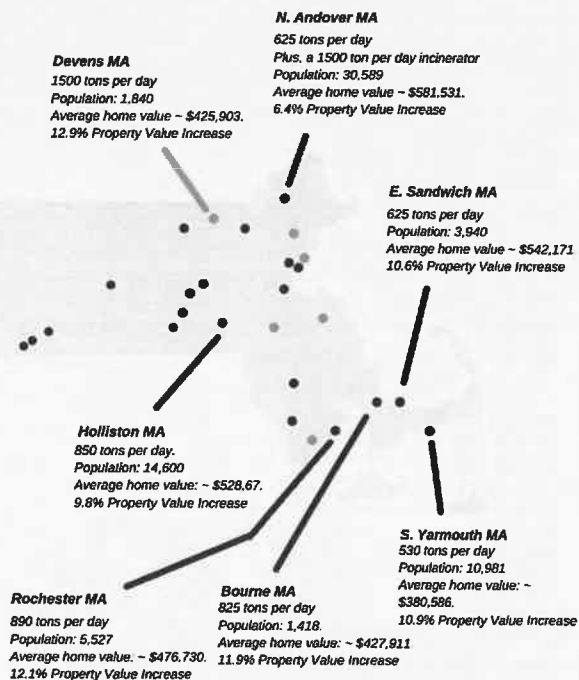 N. Andover MA
625 tons per day
Plus, a 1500 ton per day incinerator
Population: 30,589
Average home value ~ $581,531.
6.4% Property Value Increase
Devens MA
1500 tons per day
Population: 1,840
Average home value ~ $425,903.
12.9% Property Value Increase
E. Sandwich MA
625 tons per day
Population: 3,940
Average home value ~ $542,171
10.6% Property Value Increase
Holliston MA
850 tons per day.
Population: 14,600
Average home value: ~ $528,67.
9.8% Property Value Increase
S. Yarmouth MA
530 tons per day
Population: 10,981
Average home value: ~
$380,586.
10.9% Property Value Increase
Rochester MA
890 tons per day
Population: 5,527
Average home value: ~ $476.730.
12.1% Property Value Increase
Bourne MA
825 tons per day
Population: 1,418.
Average home value: ~ $427,911
11.9% Property Value Increase